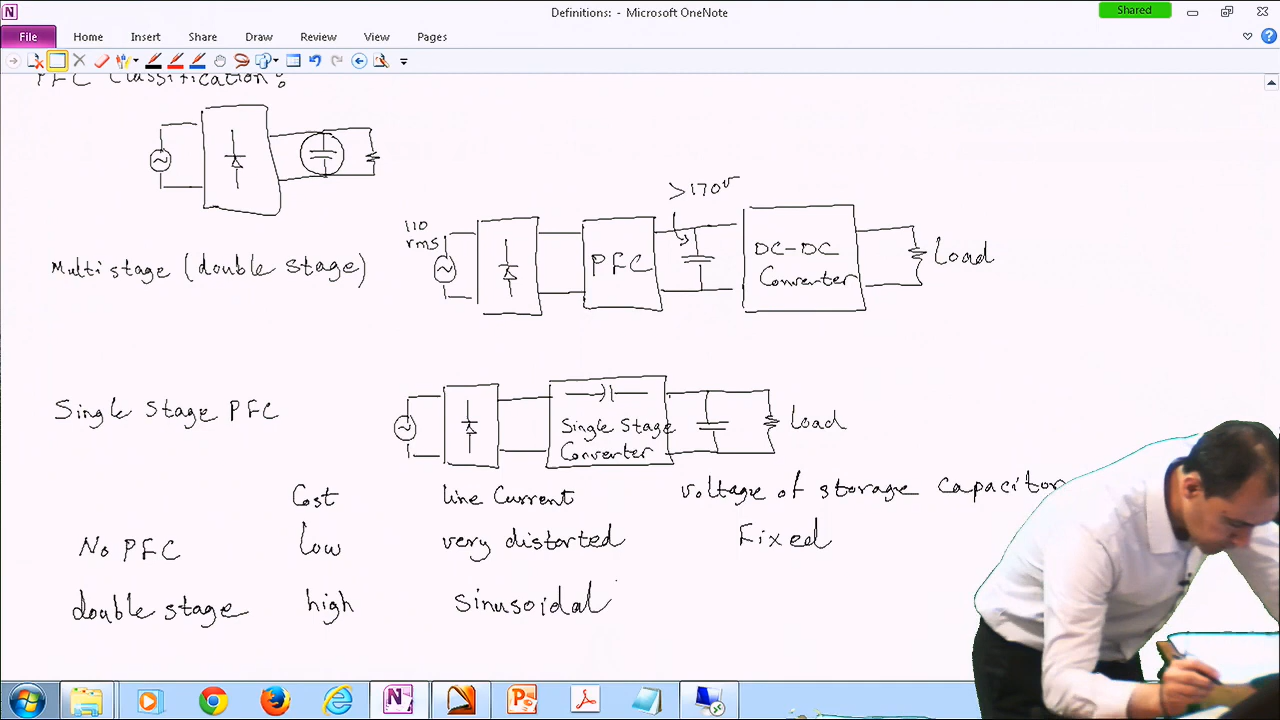 Definitions: - Microsoft OneNote
Shared
File Home Insert Share Draw Review View Pages
PFC Classification:
110
rms
PFC
>170V
DC-DC
Converter
Load
Multi stage (double stage)
Single Stage PFC
Single Stage
Converter
Load
Cost line Current voltage of storage capacitor
No PFC low very distorted Fixed
double stage high sinusoidal